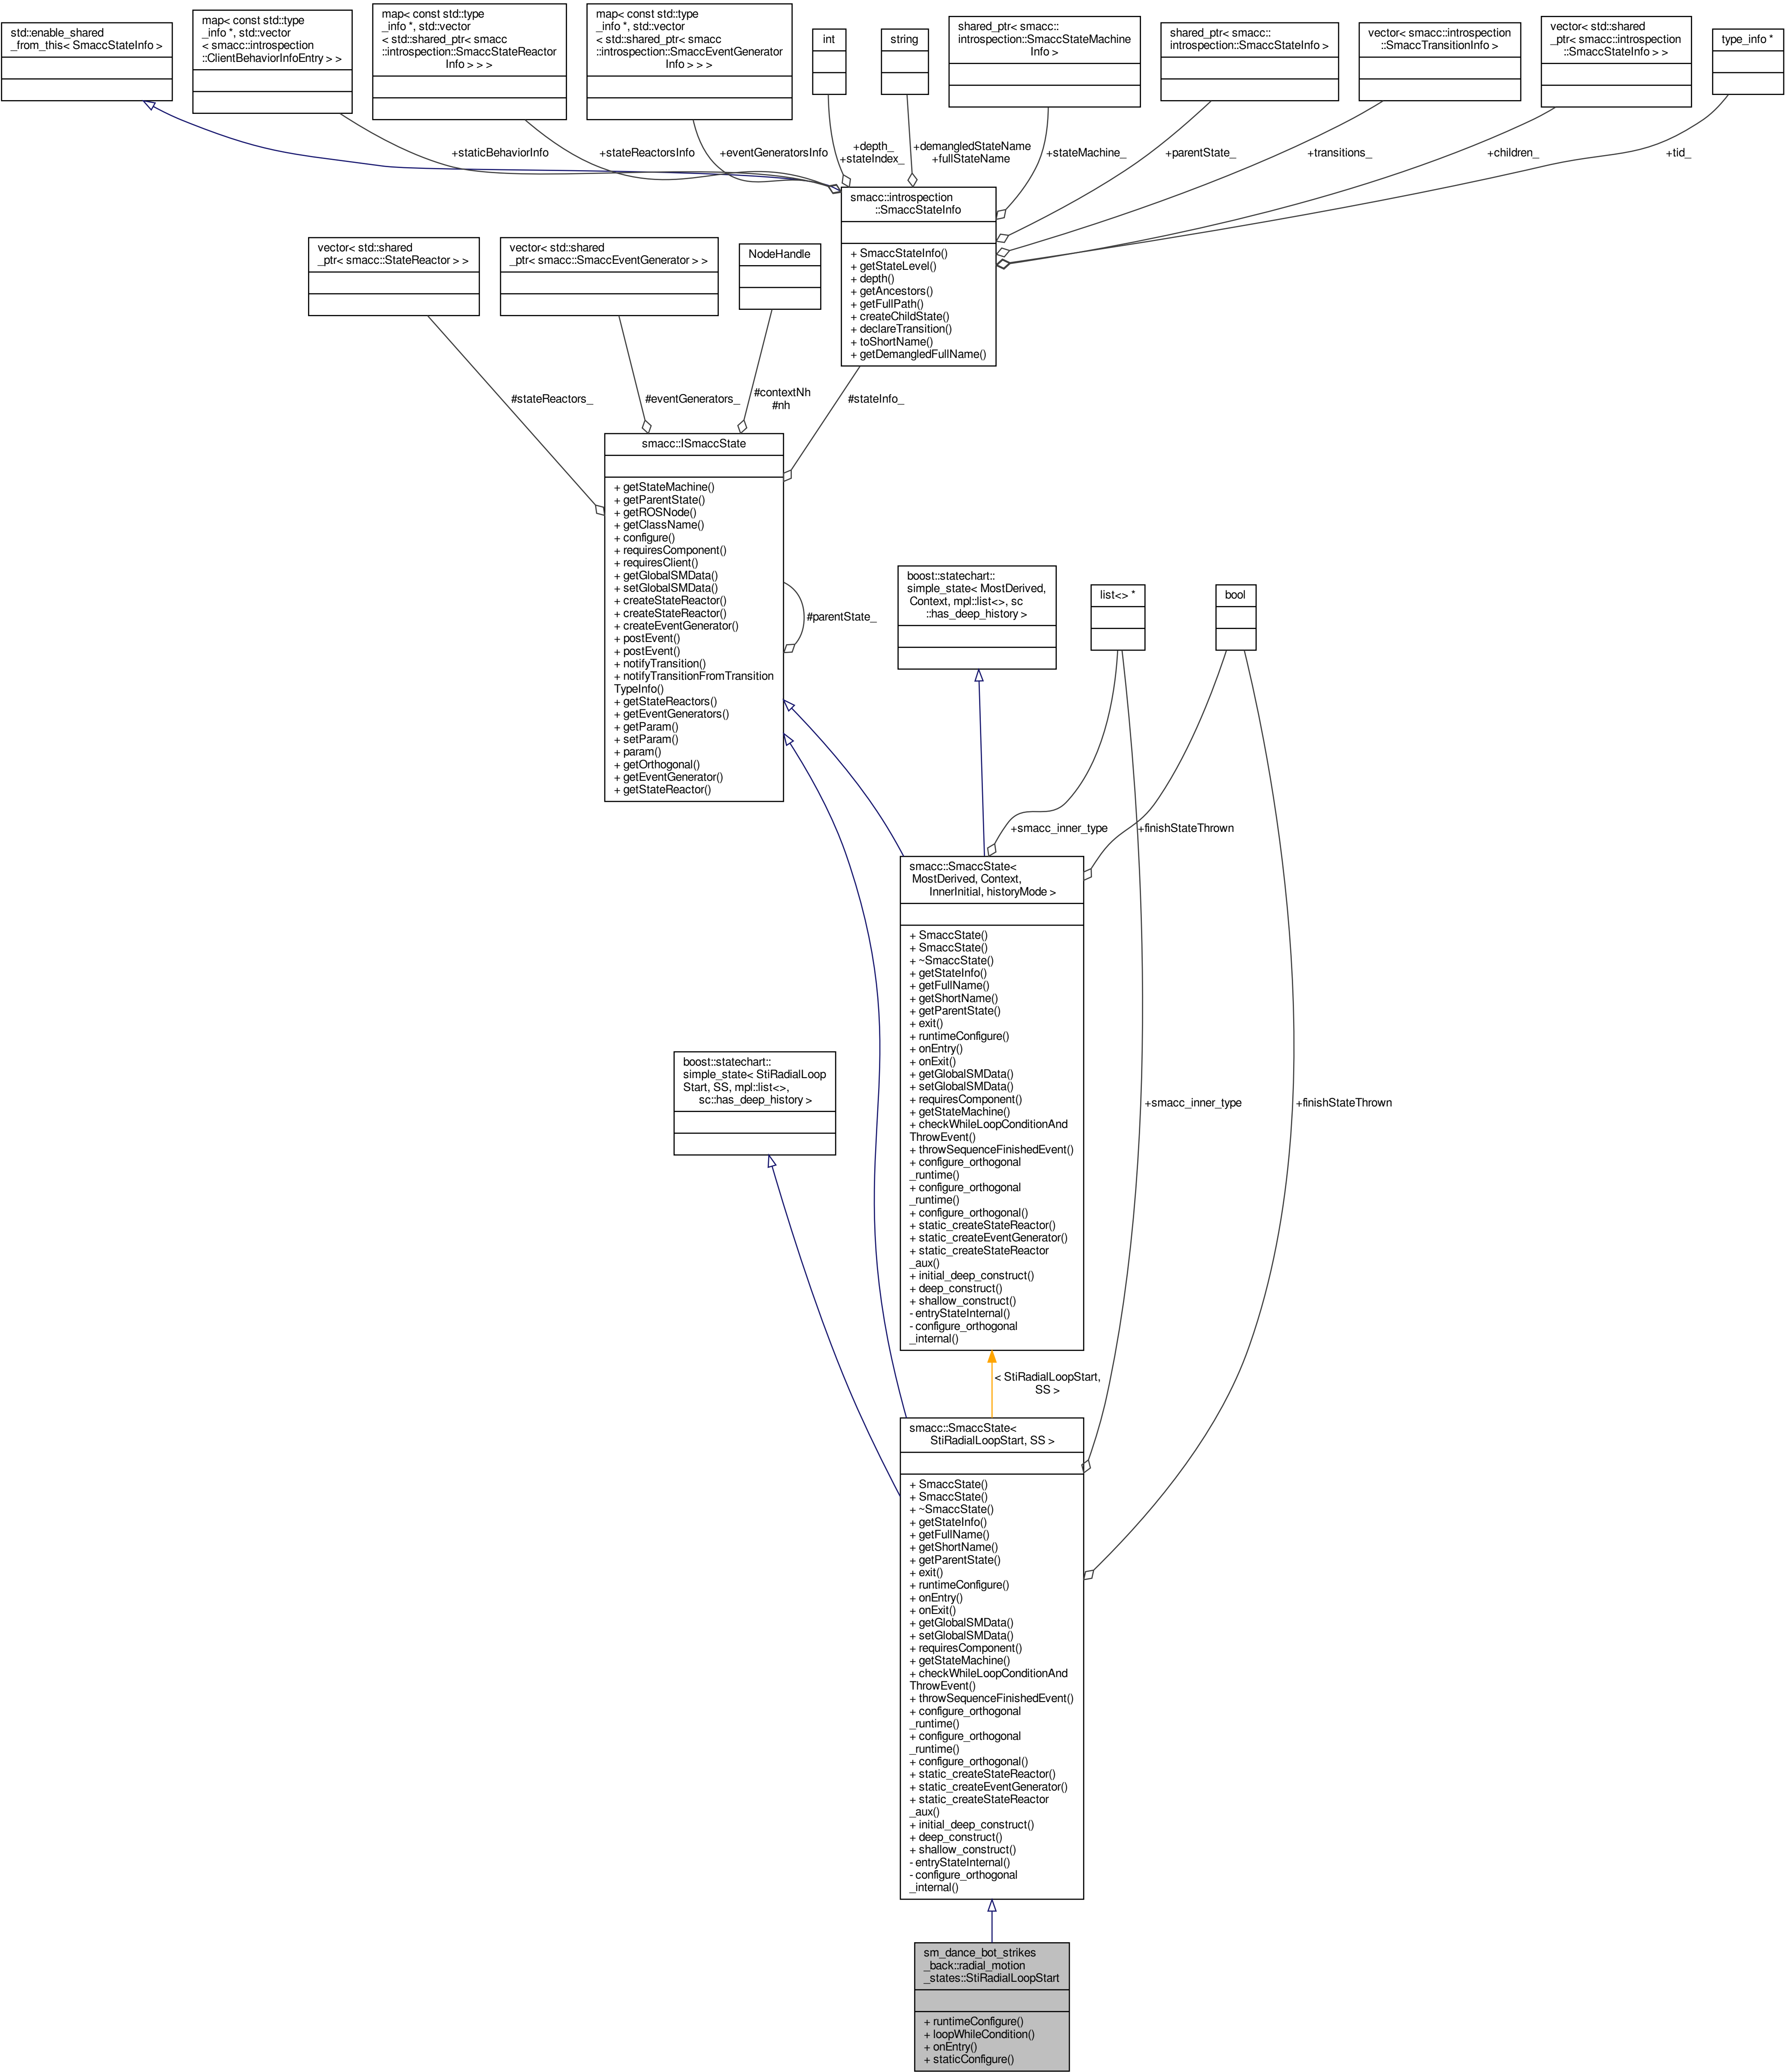 std::enable_shared
_from_this< SmaccStateInfo >
map< const std::type
_info *, std::vector
< smacc::introspection
::ClientBehaviorInfoEntry > >
map< const std::type
_info *, std::vector
< std::shared_ptr< smacc
::introspection::SmaccStateReactor
Info > > >
map< const std::type
_info *, std::vector
< std::shared_ptr< smacc
::introspection::SmaccEventGenerator
Info > > >
int
string
shared_ptr< smacc::
introspection::SmaccStateMachine
Info >
shared_ptr< smacc::
introspection::SmaccStateInfo >
vector< smacc::introspection
::SmaccTransitionInfo >
vector< std::shared
_ptr< smacc::introspection
::SmaccStateInfo > >
type_info *
+staticBehaviorInfo
+stateReactorsInfo
+eventGeneratorsInfo
+depth_
+stateIndex_
+demangledStateName
+fullStateName
+stateMachine_
+parentState_
+transitions_
+children_
+tid_
smacc::introspection
::SmaccStateInfo
+ SmaccStateInfo()
+ getStateLevel()
+ depth()
+ getAncestors()
+ getFullPath()
+ createChildState()
+ declareTransition()
+ toShortName()
+ getDemangledFullName()
vector< std::shared
_ptr< smacc::StateReactor > >
vector< std::shared
_ptr< smacc::SmaccEventGenerator > >
NodeHandle
#stateReactors_
#eventGenerators_
#contextNh
#nh
#stateInfo_
smacc::ISmaccState
+ getStateMachine()
+ getParentState()
+ getROSNode()
+ getClassName()
+ configure()
+ requiresComponent()
+ requiresClient()
+ getGlobalSMData()
+ setGlobalSMData()
+ createStateReactor()
+ createStateReactor()
+ createEventGenerator()
+ postEvent()
+ postEvent()
+ notifyTransition()
+ notifyTransitionFromTransition
TypeInfo()
+ getStateReactors()
+ getEventGenerators()
+ getParam()
+ setParam()
+ param()
+ getOrthogonal()
+ getEventGenerator()
+ getStateReactor()
#parentState_
boost::statechart::
simple_state< MostDerived,
Context, mpl::list<>, sc
::has_deep_history >
list<> *
bool
+smacc_inner_type
+finishStateThrown
smacc::SmaccState<
MostDerived, Context,
InnerInitial, historyMode >
+ SmaccState()
+ SmaccState()
+ ~SmaccState()
+ getStateInfo()
+ getFullName()
+ getShortName()
+ getParentState()
+ exit()
+ runtimeConfigure()
+ onEntry()
+ onExit()
+ getGlobalSMData()
+ setGlobalSMData()
+ requiresComponent()
+ getStateMachine()
+ checkWhileLoopConditionAnd
ThrowEvent()
+ throwSequenceFinishedEvent()
+ configure_orthogonal
_runtime()
+ configure_orthogonal
_runtime()
+ configure_orthogonal()
+ static_createStateReactor()
+ static_createEventGenerator()
+ static_createStateReactor
_aux()
+ initial_deep_construct()
+ deep_construct()
+ shallow_construct()
- entryStateInternal()
- configure_orthogonal
_internal()
boost::statechart::
simple_state< StiRadialLoop
Start, SS, mpl::list<>,
sc::has_deep_history >
+smacc_inner_type
+finishStateThrown
< StiRadialLoopStart,
SS >
smacc::SmaccState<
StiRadialLoopStart, SS >
+ SmaccState()
+ SmaccState()
+ ~SmaccState()
+ getStateInfo()
+ getFullName()
+ getShortName()
+ getParentState()
+ exit()
+ runtimeConfigure()
+ onEntry()
+ onExit()
+ getGlobalSMData()
+ setGlobalSMData()
+ requiresComponent()
+ getStateMachine()
+ checkWhileLoopConditionAnd
ThrowEvent()
+ throwSequenceFinishedEvent()
+ configure_orthogonal
_runtime()
+ configure_orthogonal
_runtime()
+ configure_orthogonal()
+ static_createStateReactor()
+ static_createEventGenerator()
+ static_createStateReactor
_aux()
+ initial_deep_construct()
+ deep_construct()
+ shallow_construct()
- entryStateInternal()
- configure_orthogonal
_internal()
sm_dance_bot_strikes
_back::radial_motion
_states::StiRadialLoopStart
+ runtimeConfigure()
+ loopWhileCondition()
+ onEntry()
+ staticConfigure()